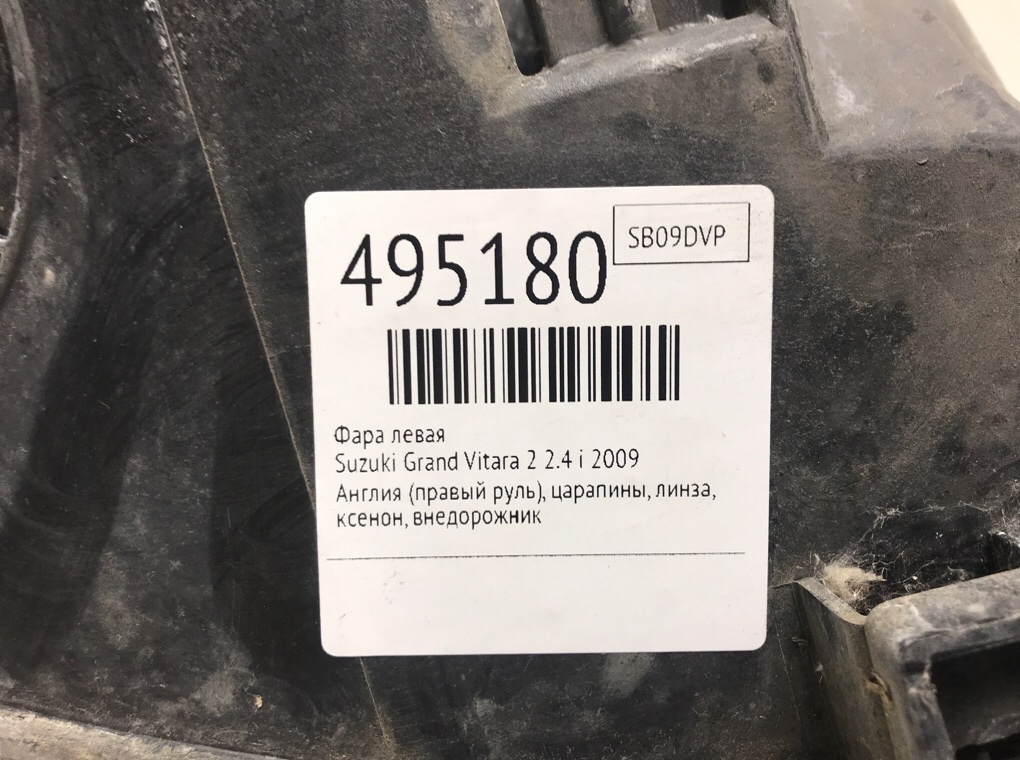 495180
SB09DVP
Фара левая
Suzuki Grand Vitara 2 2.4 i 2009
Англия (правый руль), царапины, линза,
ксенон, внедорожник